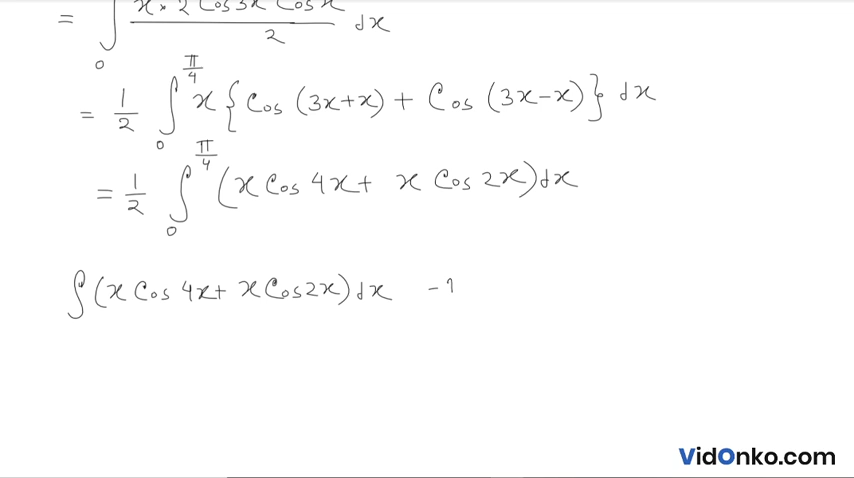 = ∫₀ x · 2 Cos 3x Cos x / 2 dx
= 1/2 ∫₀^(π/4) x { Cos (3x+x) + Cos (3x-x) } dx
= 1/2 ∫₀^(π/4) (x Cos 4x + x Cos 2x) dx
∫ (x Cos 4x + x Cos 2x) dx - 1
VidOnko.com